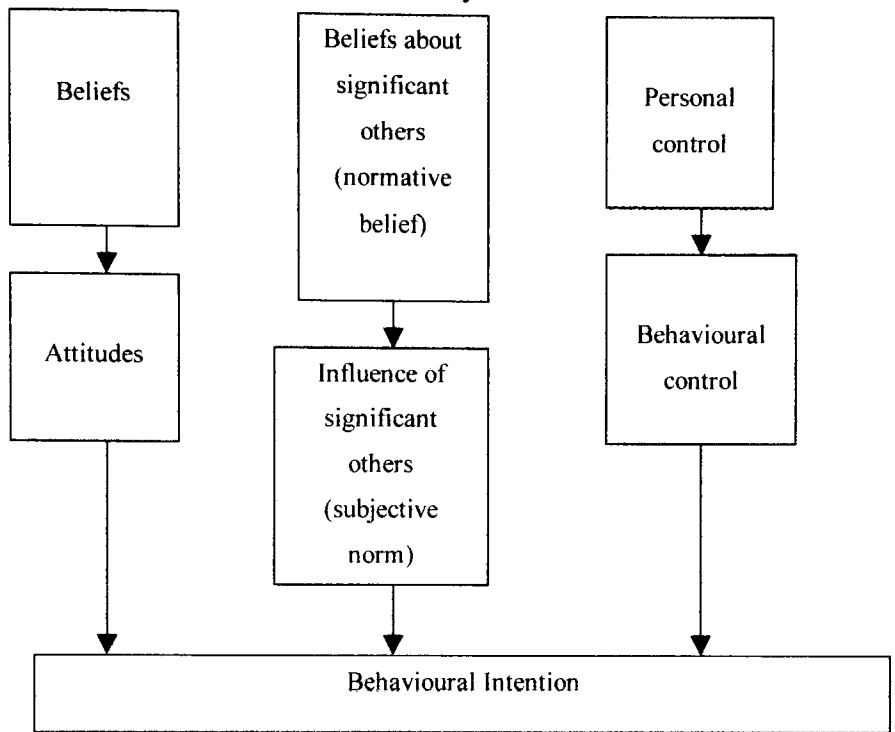 Beliefs
Beliefs about
significant
others
(normative
belief)
Personal
control
Attitudes
Influence of
significant
others
(subjective
norm)
Behavioural
control
Behavioural Intention